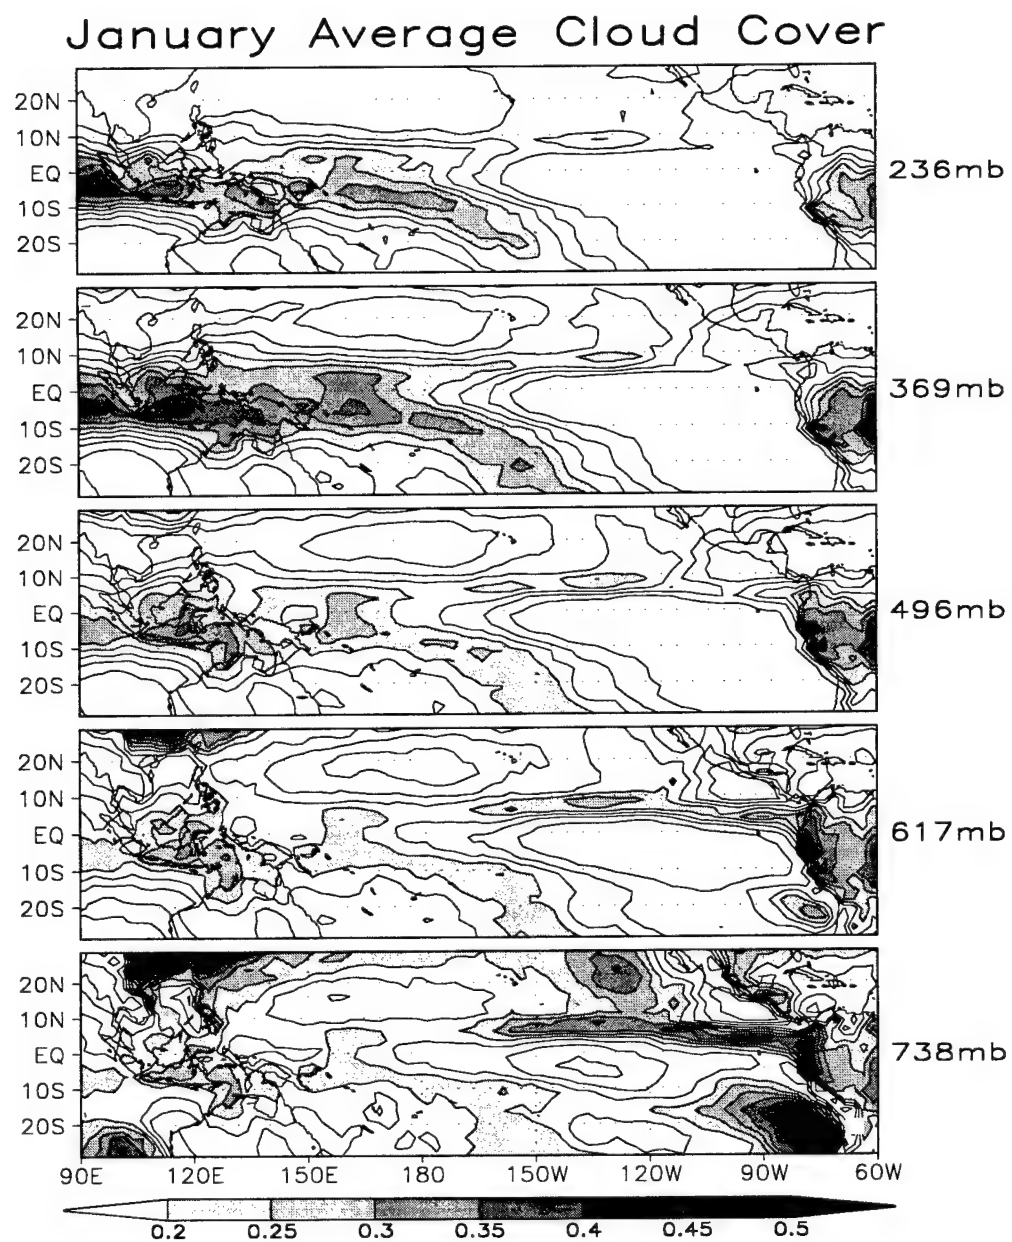 January Average Cloud Cover
20N
10N
EQ
10S
20S
236mb
20N
10N
EQ
10S
20S
369mb
20N
10N
EQ
10S
20S
496mb
20N
10N
EQ
10S
20S
617mb
20N
10N
EQ
10S
20S
738mb
90E 120E 150E 180 150W 120W 90W 60W
0.2 0.25 0.3 0.35 0.4 0.45 0.5